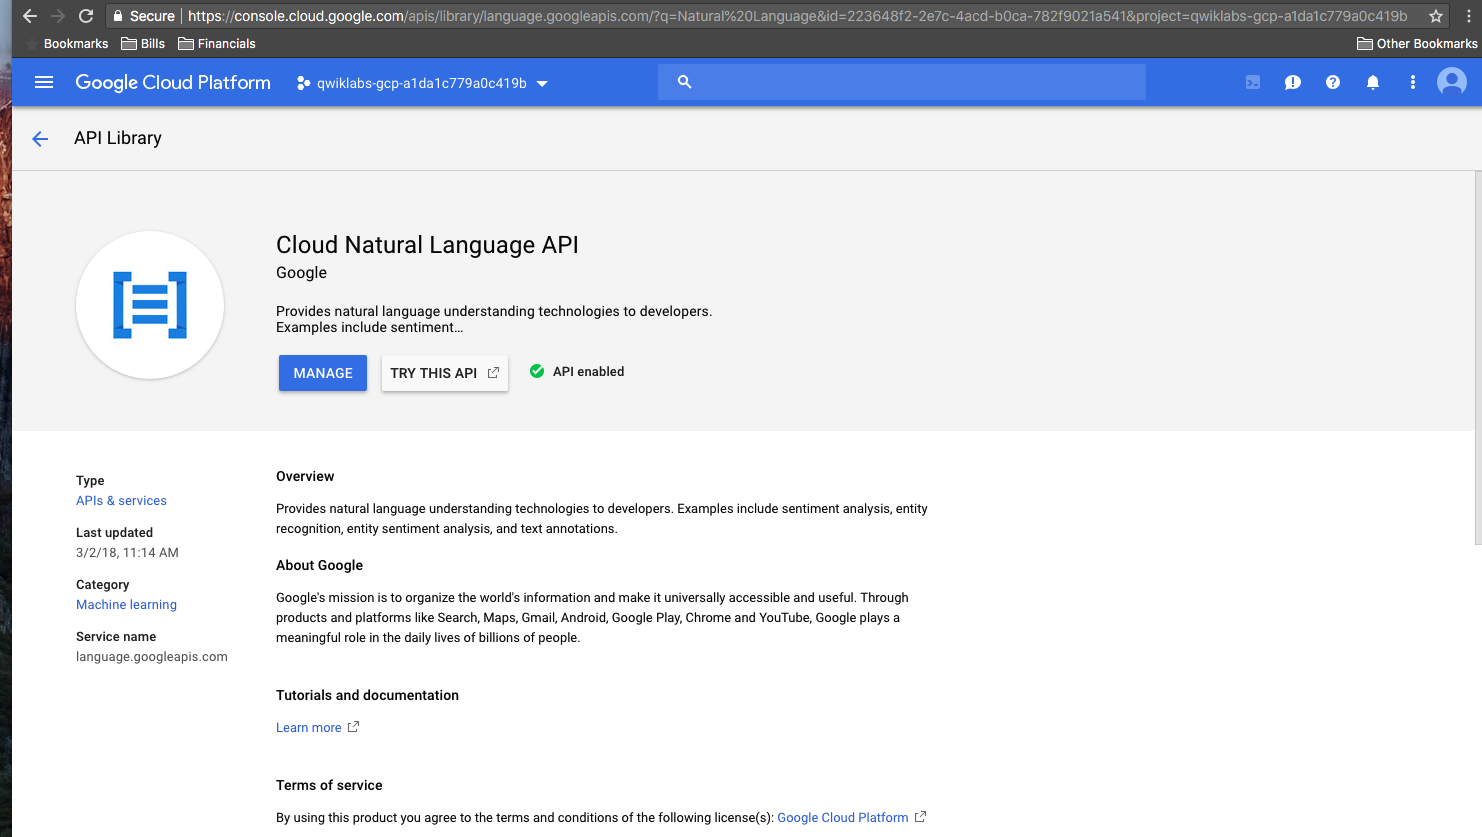 Secure https://console.cloud.google.com/apis/library/language.googleapis.com/?q=Natural%20Language&id=223648f2-2e7c-4acd-b0ca-782f9021a541&project=qwiklabs-gcp-a1da1c779a0c419b
Bookmarks Bills Financials Other Bookmarks
Google Cloud Platform qwiklabs-gcp-a1da1c779a0c419b
API Library
Cloud Natural Language API
Google
Provides natural language understanding technologies to developers.
Examples include sentiment...
MANAGE TRY THIS API API enabled
Type
APIs & services
Last updated
3/2/18, 11:14 AM
Category
Machine learning
Service name
language.googleapis.com
Overview
Provides natural language understanding technologies to developers. Examples include sentiment analysis, entity
recognition, entity sentiment analysis, and text annotations.
About Google
Google's mission is to organize the world's information and make it universally accessible and useful. Through
products and platforms like Search, Maps, Gmail, Android, Google Play, Chrome and YouTube, Google plays a
meaningful role in the daily lives of billions of people.
Tutorials and documentation
Learn more
Terms of service
By using this product you agree to the terms and conditions of the following license(s): Google Cloud Platform